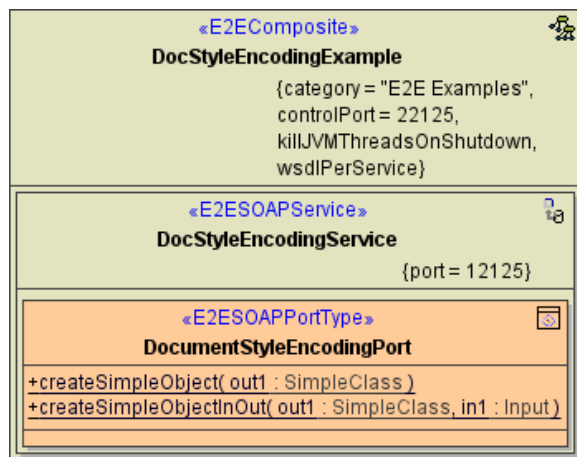 «E2EComposite»
DocStyleEncodingExample
{category = "E2E Examples",
controlPort = 22125,
killJVMThreadsOnShutdown,
wsdlPerService}
«E2ESOAPService»
DocStyleEncodingService
{port = 12125}
«E2ESOAPPortType»
DocumentStyleEncodingPort
+createSimpleObject( out1 : SimpleClass )
+createSimpleObjectInOut( out1 : SimpleClass, in1 : Input )